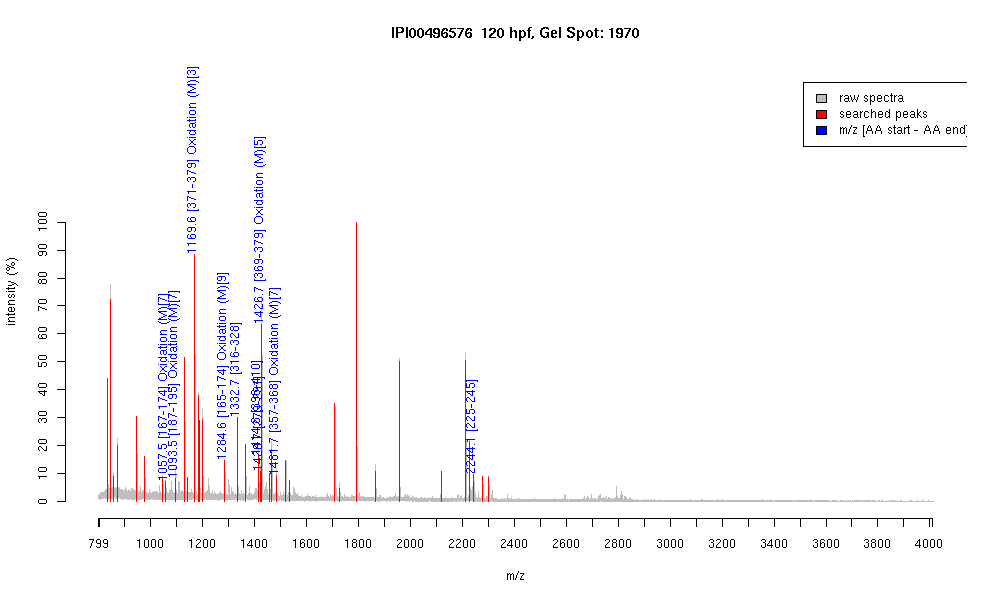 IPI00496576 120 hpf, Gel Spot: 1970
raw spectra
searched peaks
m/z [AA start - AA end]
intensity (%)
0 10 20 30 40 50 60 70 80 90 100
1057.5 [167-174] Oxidation (M)[7]
1093.5 [187-195] Oxidation (M)[7]
1169.6 [371-379] Oxidation (M)[3]
1284.6 [165-174] Oxidation (M)[9]
1332.7 [316-328]
1426.7 [369-379] Oxidation (M)[5]
1481.7 [357-368] Oxidation (M)[7]
2244.1 [225-245]
799 1000 1200 1400 1600 1800 2000 2200 2400 2600 2800 3000 3200 3400 3600 3800 4000
m/z